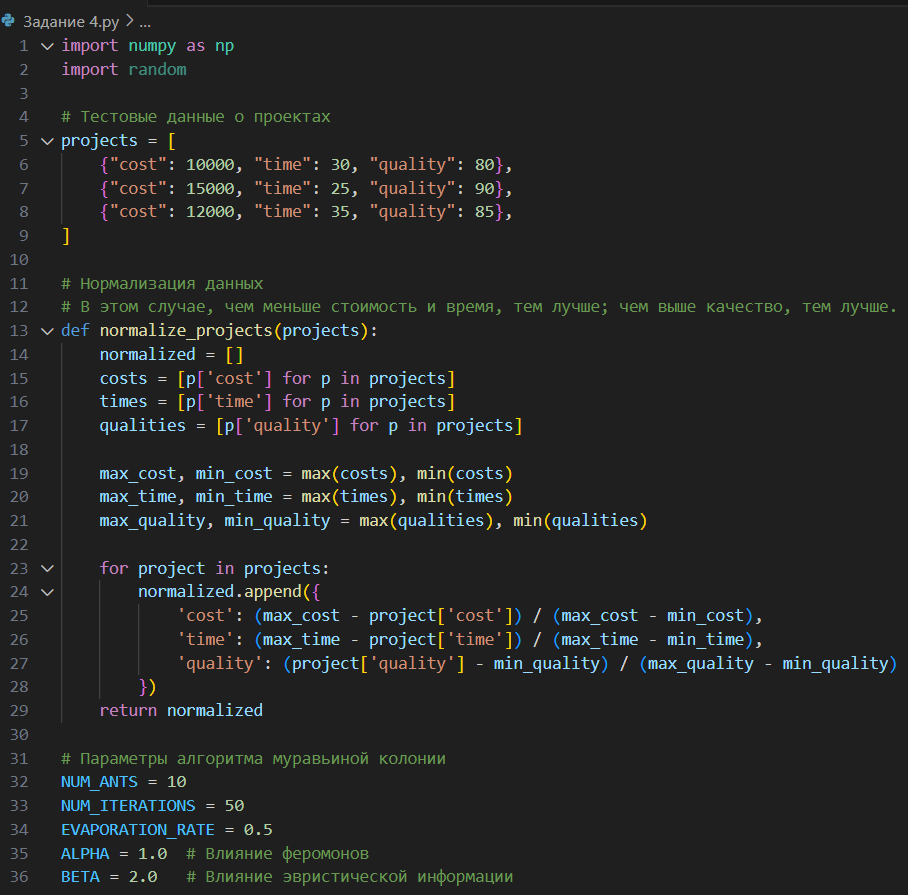 Задание 4.py > ...
1 import numpy as np
2 import random
3
4 # Тестовые данные о проектах
5 projects = [
6     {"cost": 10000, "time": 30, "quality": 80},
7     {"cost": 15000, "time": 25, "quality": 90},
8     {"cost": 12000, "time": 35, "quality": 85},
9 ]
10
11 # Нормализация данных
12 # В этом случае, чем меньше стоимость и время, тем лучше; чем выше качество, тем лучше.
13 def normalize_projects(projects):
14     normalized = []
15     costs = [p['cost'] for p in projects]
16     times = [p['time'] for p in projects]
17     qualities = [p['quality'] for p in projects]
18
19     max_cost, min_cost = max(costs), min(costs)
20     max_time, min_time = max(times), min(times)
21     max_quality, min_quality = max(qualities), min(qualities)
22
23     for project in projects:
24         normalized.append({
25             'cost': (max_cost - project['cost']) / (max_cost - min_cost),
26             'time': (max_time - project['time']) / (max_time - min_time),
27             'quality': (project['quality'] - min_quality) / (max_quality - min_quality)
28         })
29     return normalized
30
31 # Параметры алгоритма муравьиной колонии
32 NUM_ANTS = 10
33 NUM_ITERATIONS = 50
34 EVAPORATION_RATE = 0.5
35 ALPHA = 1.0  # Влияние феромонов
36 BETA = 2.0   # Влияние эвристической информации